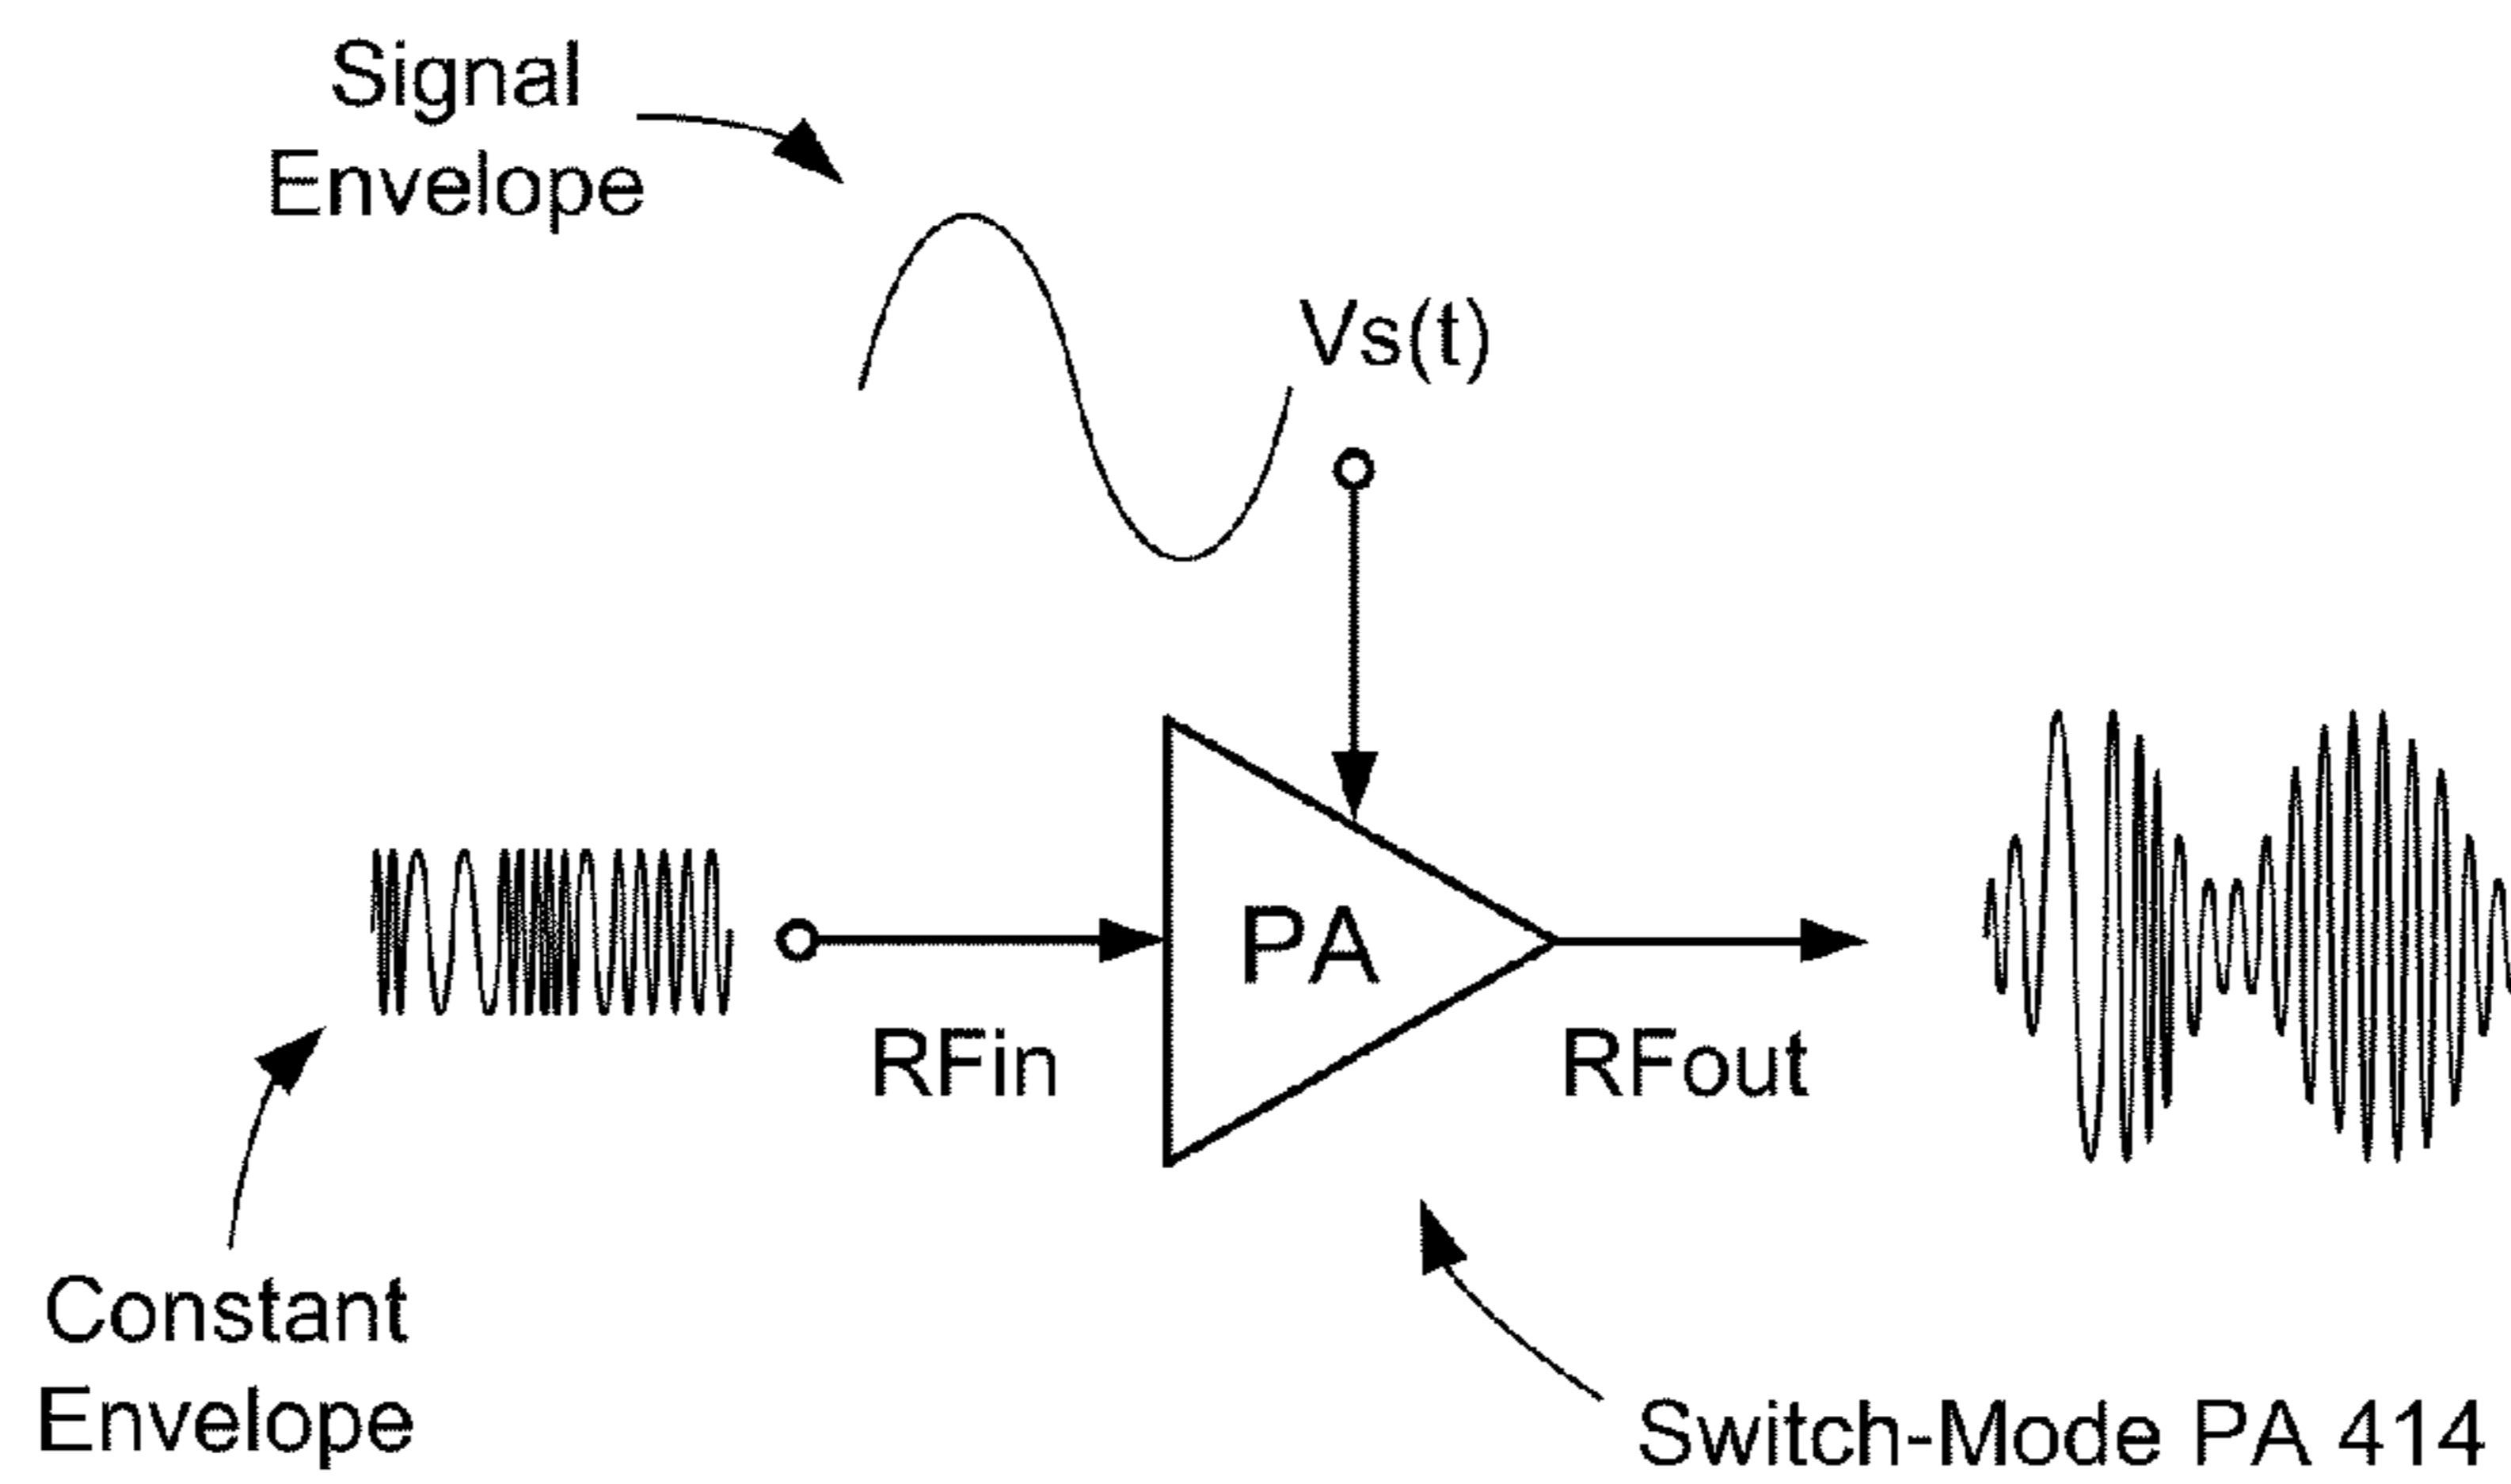 Signal
Envelope
Vs(t)
PA
RFin
RFout
Constant
Envelope
Switch-Mode PA 414